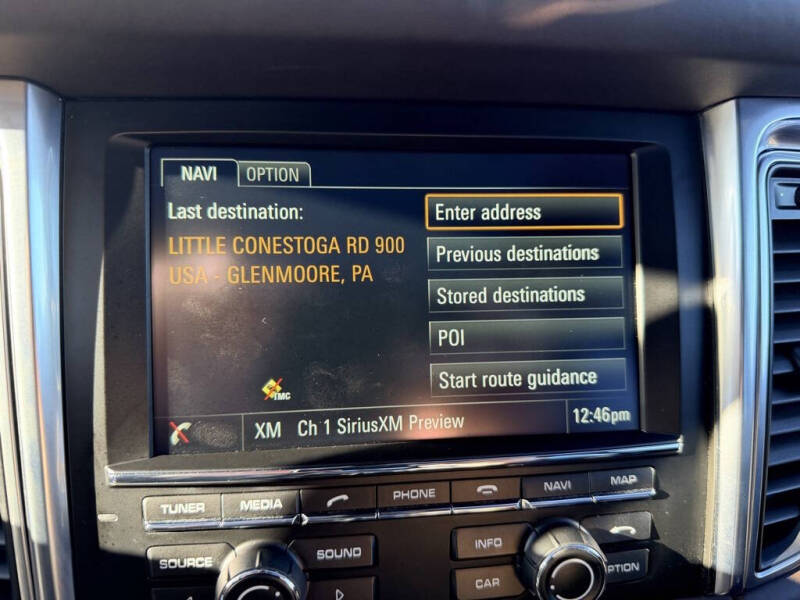 NAVI OPTION
Last destination:
LITTLE CONESTOGA RD 900
USA - GLENMOORE, PA
Enter address
Previous destinations
Stored destinations
POI
Start route guidance
TMC
XM Ch 1 SiriusXM Preview 12:46pm
TUNER MEDIA PHONE NAVI MAP
SOURCE SOUND INFO
CAR OPTION